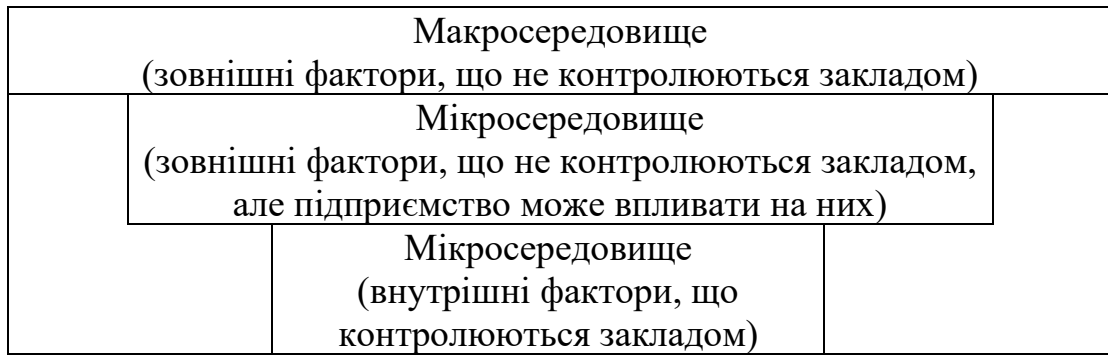 Макросередовище
(зовнішні фактори, що не контролюються закладом)
Мікросередовище
(зовнішні фактори, що не контролюються закладом,
але підприємство може впливати на них)
Мікросередовище
(внутрішні фактори, що
контролюються закладом)